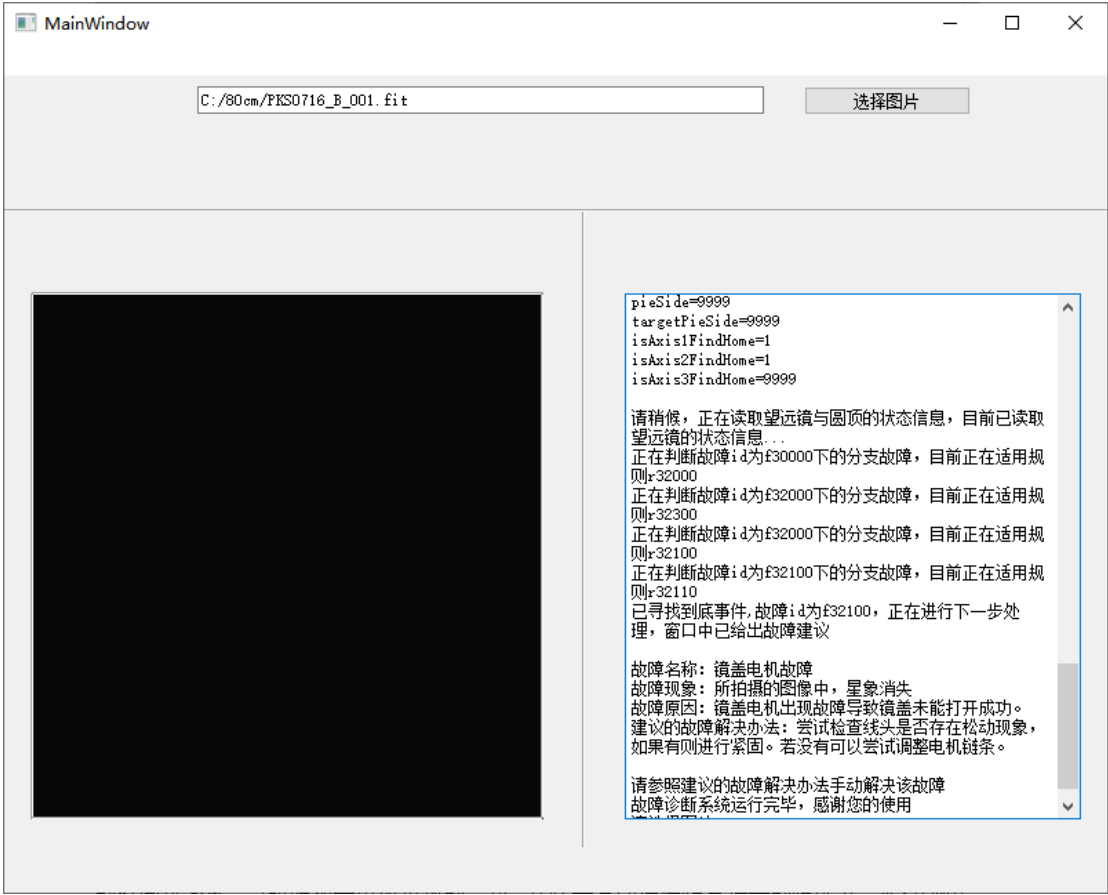 MainWindow
C:/80cm/PKS0716_B_001.fit
选择图片
pieSide=9999
targetPieSide=9999
isAxis1FindHome=1
isAxis2FindHome=1
isAxis3FindHome=9999
请稍候，正在读取望远镜与圆顶的状态信息，目前已读取
望远镜的状态信息...
正在判断故障id为f30000下的分支故障，目前正在适用规
则r32000
正在判断故障id为f32000下的分支故障，目前正在适用规
则r32300
正在判断故障id为f32000下的分支故障，目前正在适用规
则r32100
正在判断故障id为f32100下的分支故障，目前正在适用规
则r32110
已寻找到底事件,故障id为f32100，正在进行下一步处
理，窗口中已给出故障建议
故障名称：镜盖电机故障
故障现象：所拍摄的图像中，星象消失
故障原因：镜盖电机出现故障导致镜盖未能打开成功。
建议的故障解决办法：尝试检查线头是否存在松动现象，
如果有则进行紧固。若没有可以尝试调整电机链条。
请参照建议的故障解决办法手动解决该故障
故障诊断系统运行完毕，感谢您的使用